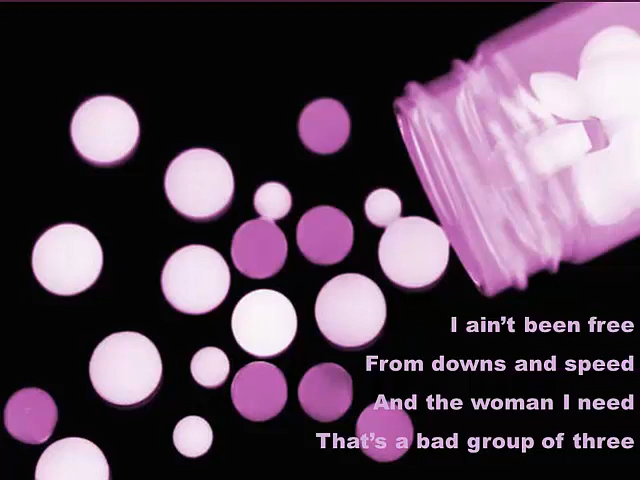 I ain’t been free
From downs and speed
And the woman I need
That’s a bad group of three